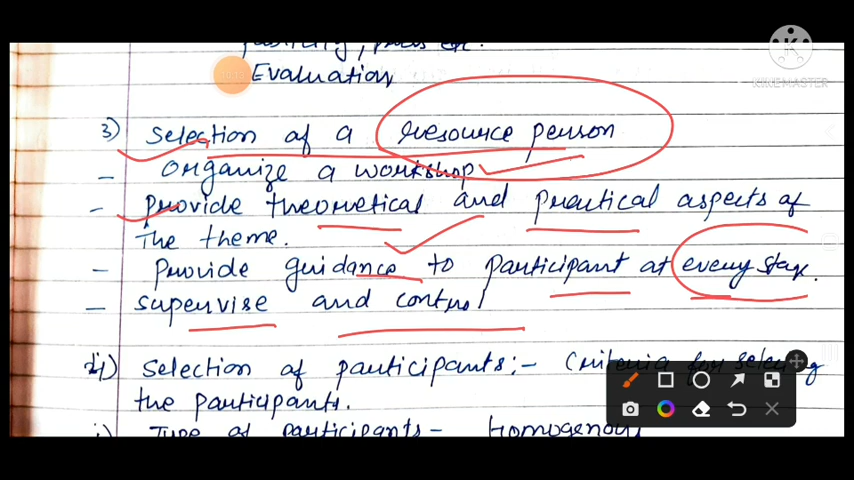 Evaluation
3) Selection of a resource person
- organize a workshop
- provide theoretical and practical aspects of
the theme.
- provide guidance to participant at every stage.
- supervise and control
4) Selection of participants:- Criteria for selecting
the participants.
i) Type of participants - homogenous
KINEMASTER